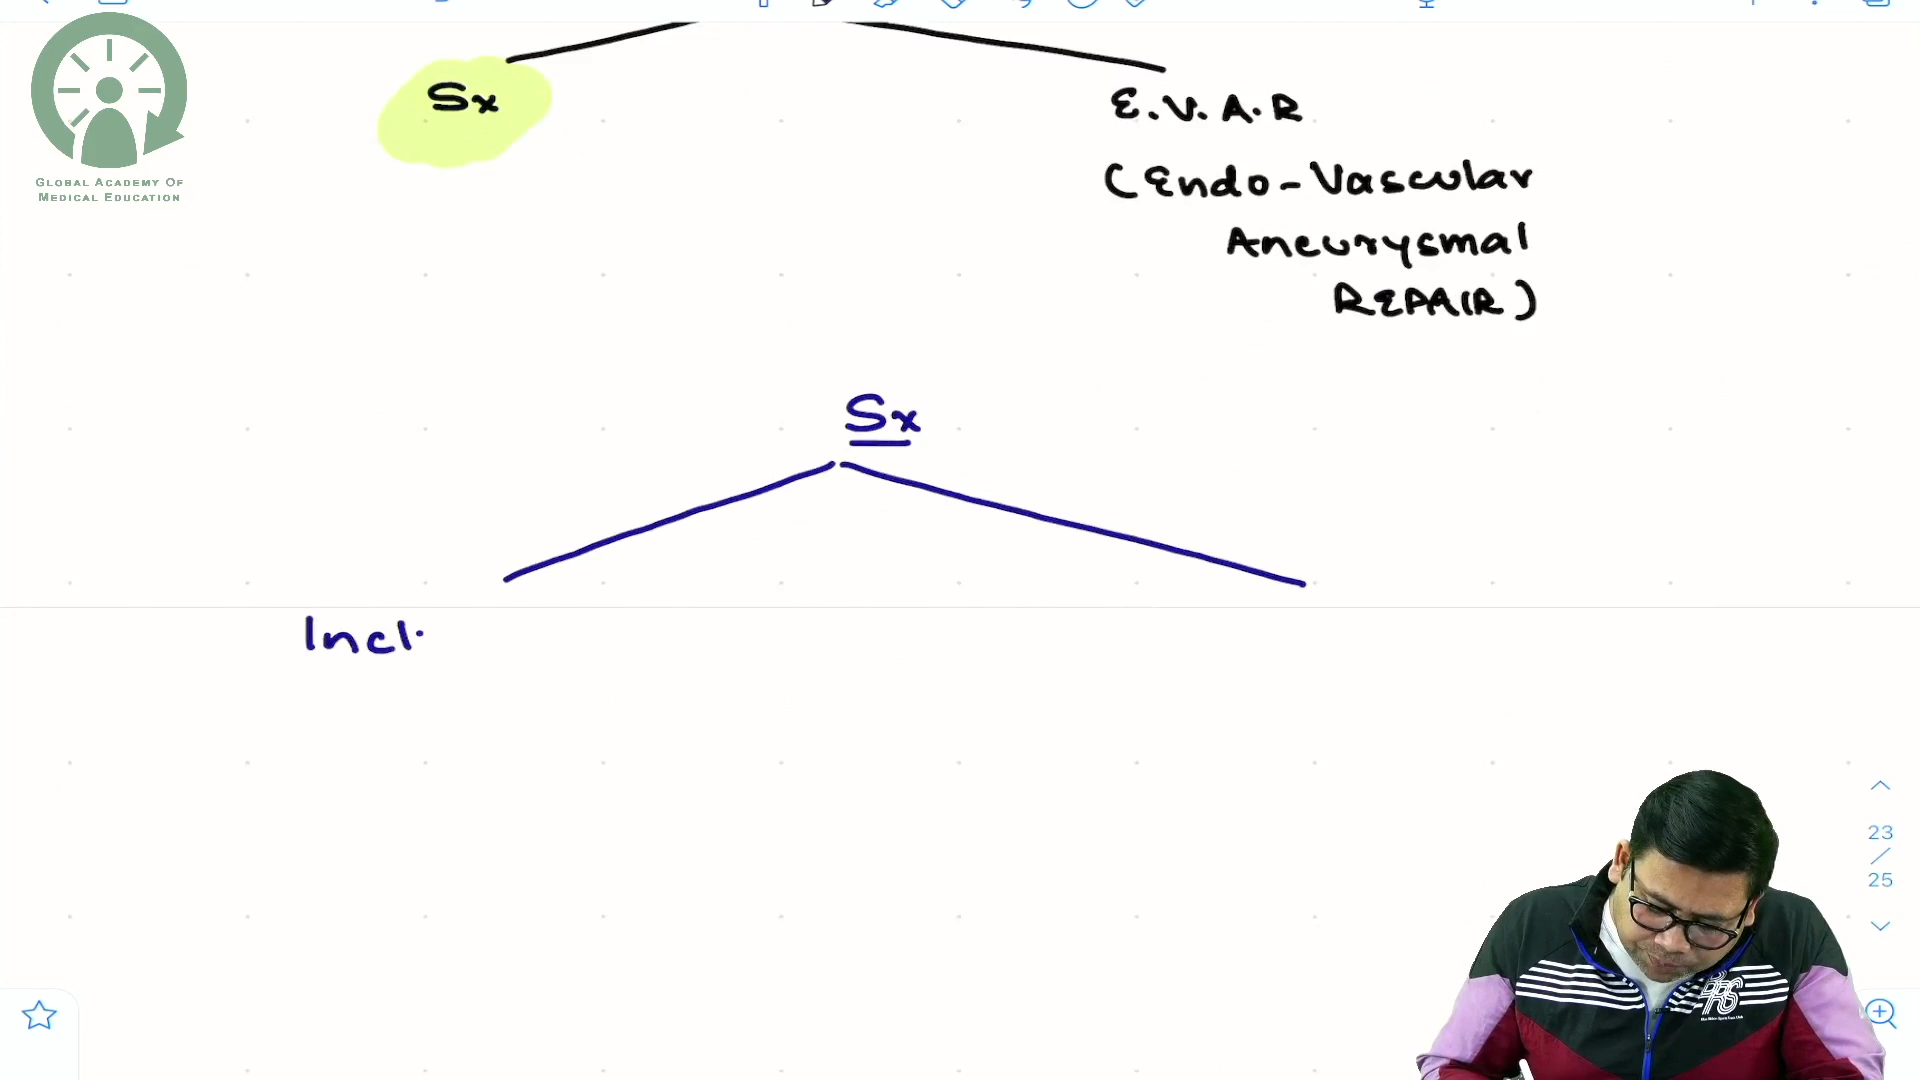 GLOBAL ACADEMY OF
MEDICAL EDUCATION
Sx
E.V.A.R
(Endo-Vascular
Aneurysmal
REPAIR)
Sx
Incl
23
/
25